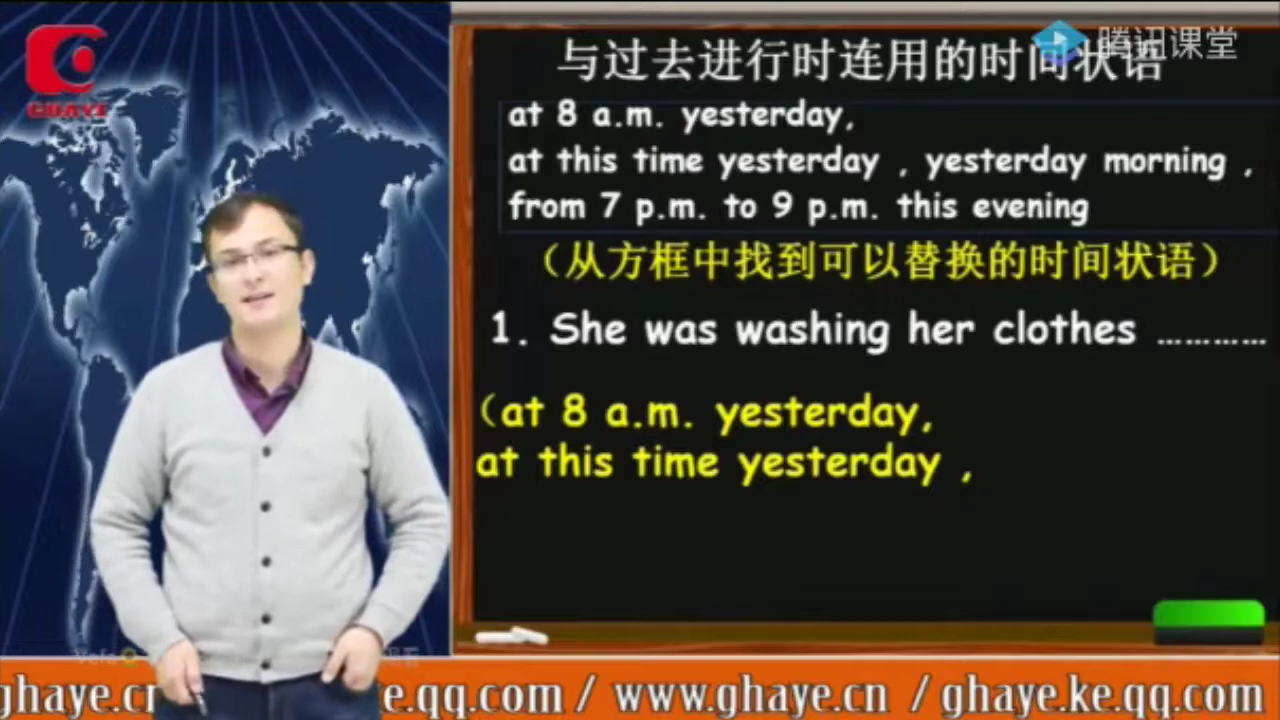 GHAYE
腾讯课堂
与过去进行时连用的时间状语
at 8 a.m. yesterday,
at this time yesterday , yesterday morning ,
from 7 p.m. to 9 p.m. this evening
（从方框中找到可以替换的时间状语）
1. She was washing her clothes …………
（at 8 a.m. yesterday,
at this time yesterday ,
ghaye.cn
ke.qq.com / www.ghaye.cn / ghaye.ke.qq.com